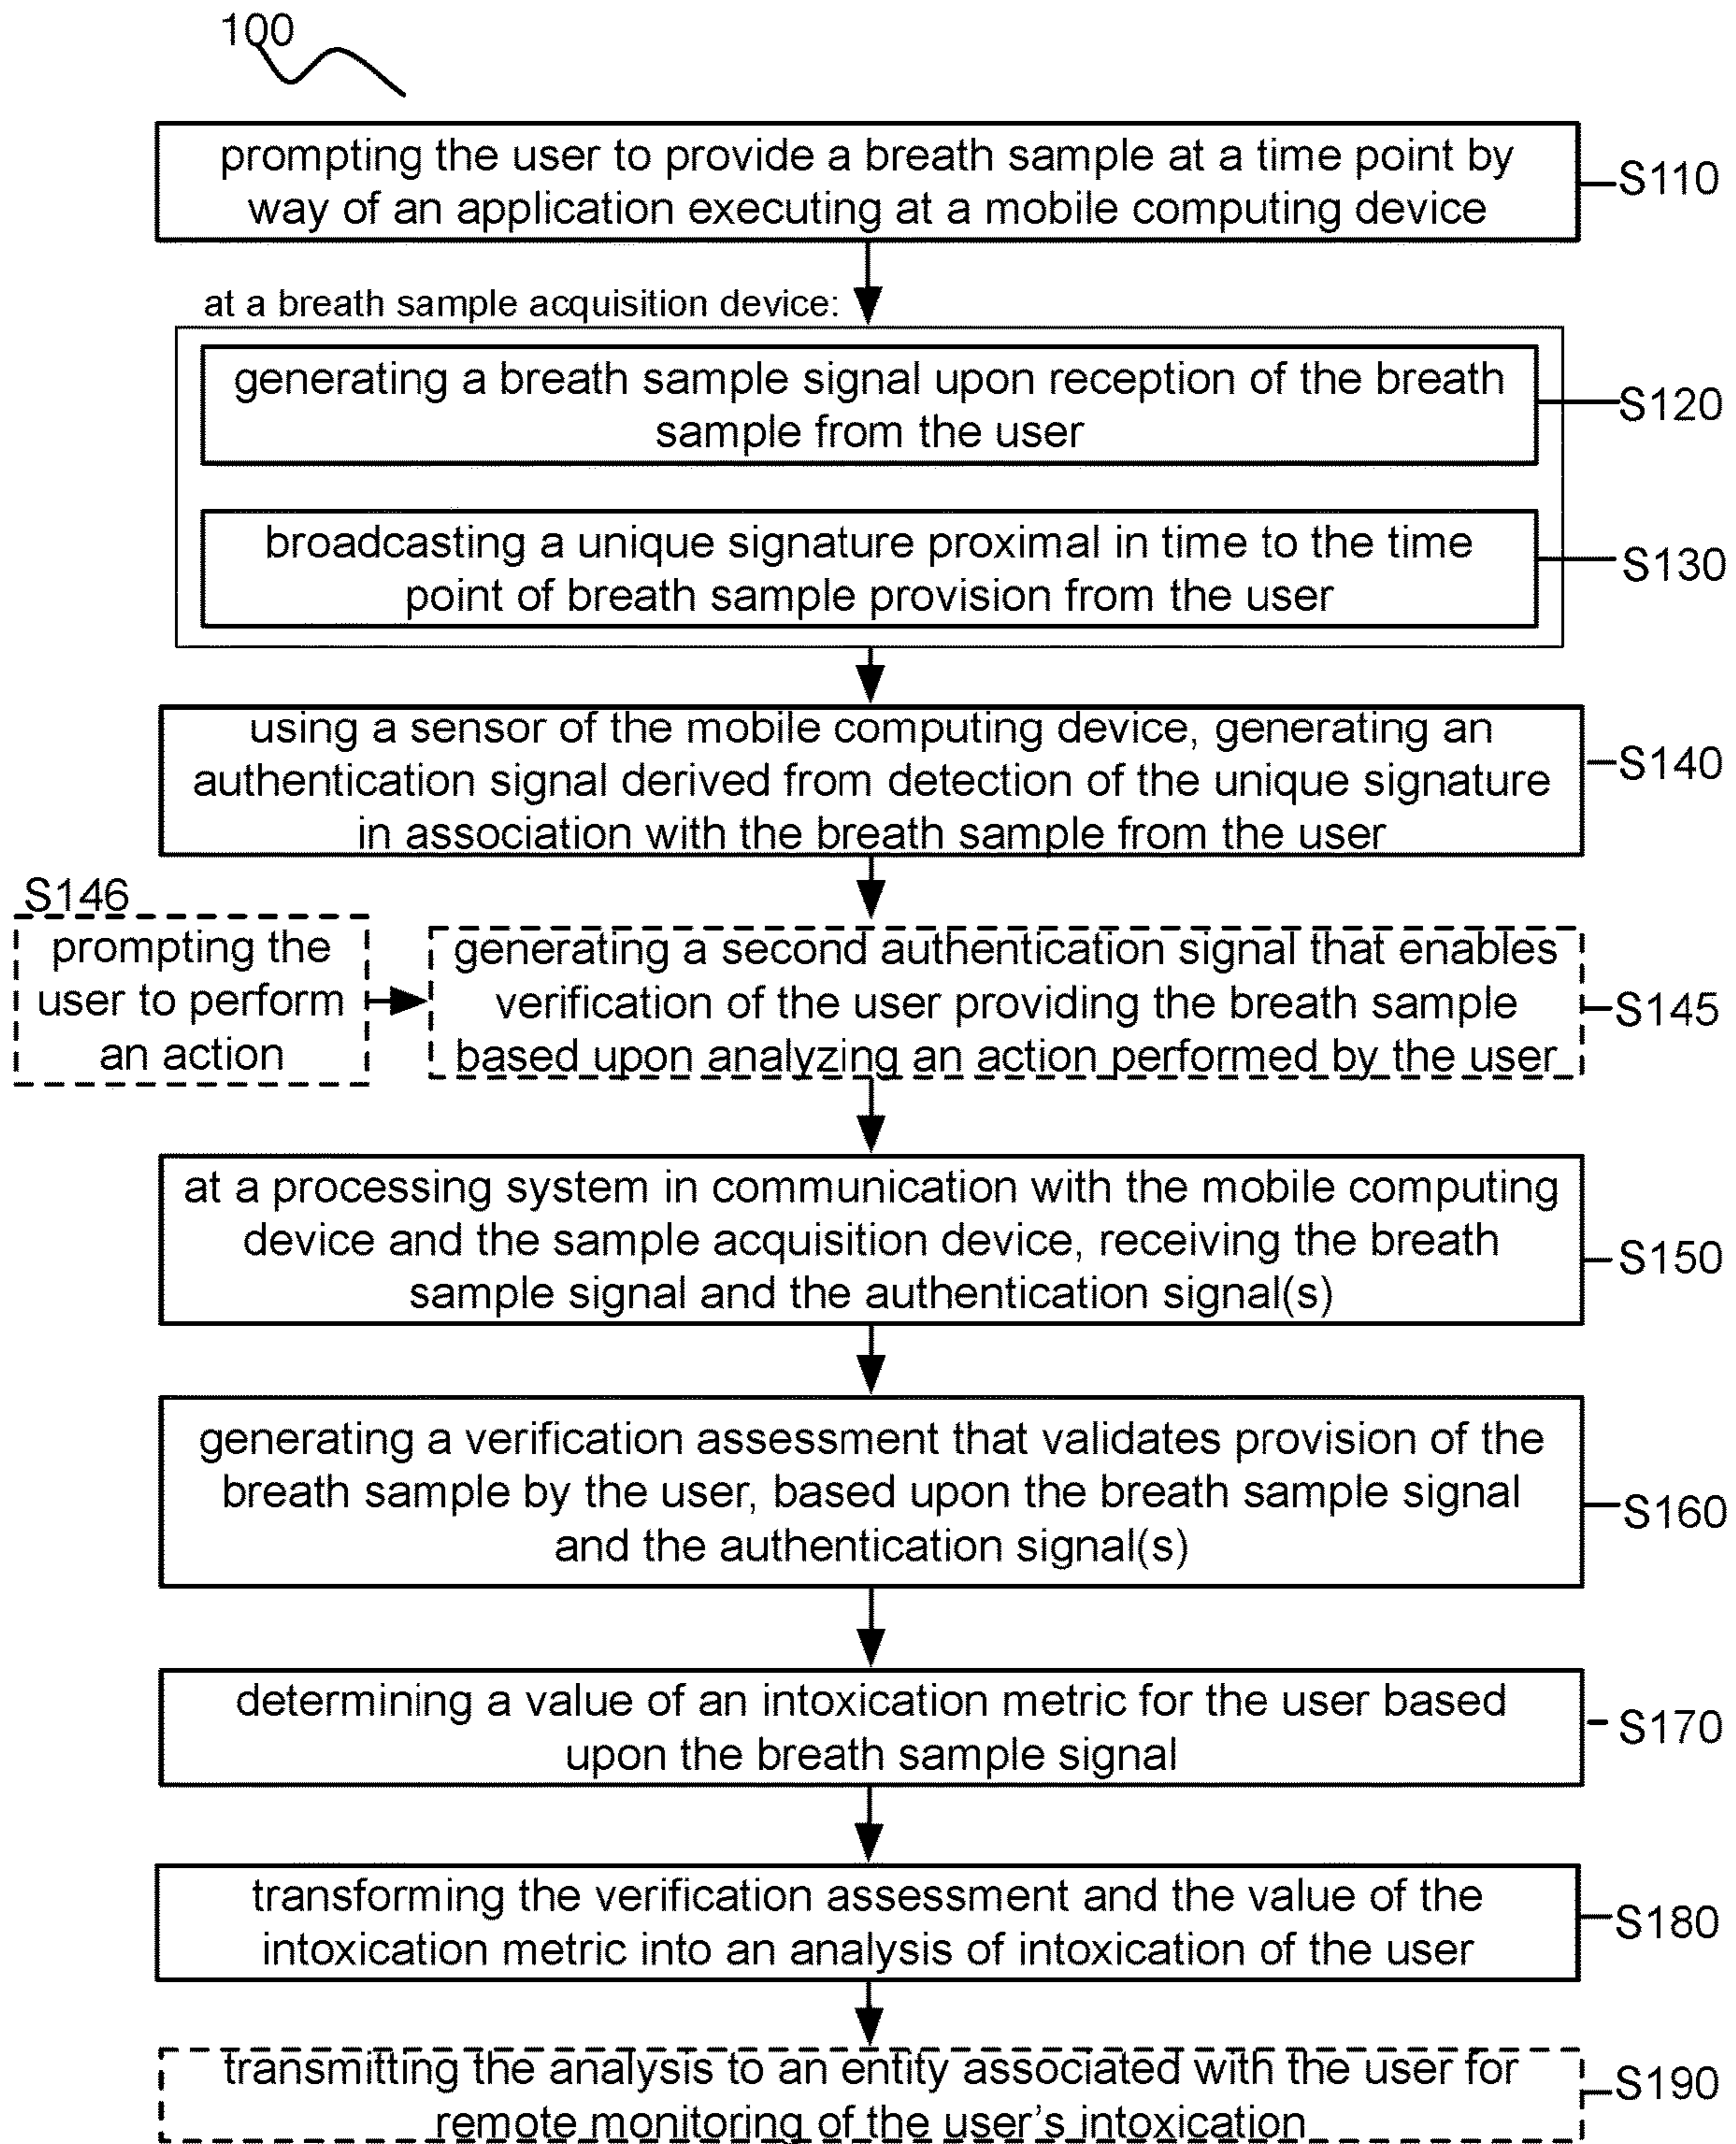 100
prompting the user to provide a breath sample at a time point by
way of an application executing at a mobile computing device
S110
at a breath sample acquisition device:
generating a breath sample signal upon reception of the breath
sample from the user
S120
broadcasting a unique signature proximal in time to the time
point of breath sample provision from the user
S130
using a sensor of the mobile computing device, generating an
authentication signal derived from detection of the unique signature
in association with the breath sample from the user
S140
S146
prompting the
user to perform
an action
generating a second authentication signal that enables
verification of the user providing the breath sample
based upon analyzing an action performed by the user
S145
at a processing system in communication with the mobile computing
device and the sample acquisition device, receiving the breath
sample signal and the authentication signal(s)
S150
generating a verification assessment that validates provision of the
breath sample by the user, based upon the breath sample signal
and the authentication signal(s)
S160
determining a value of an intoxication metric for the user based
upon the breath sample signal
S170
transforming the verification assessment and the value of the
intoxication metric into an analysis of intoxication of the user
S180
transmitting the analysis to an entity associated with the user for
remote monitoring of the user's intoxication
S190